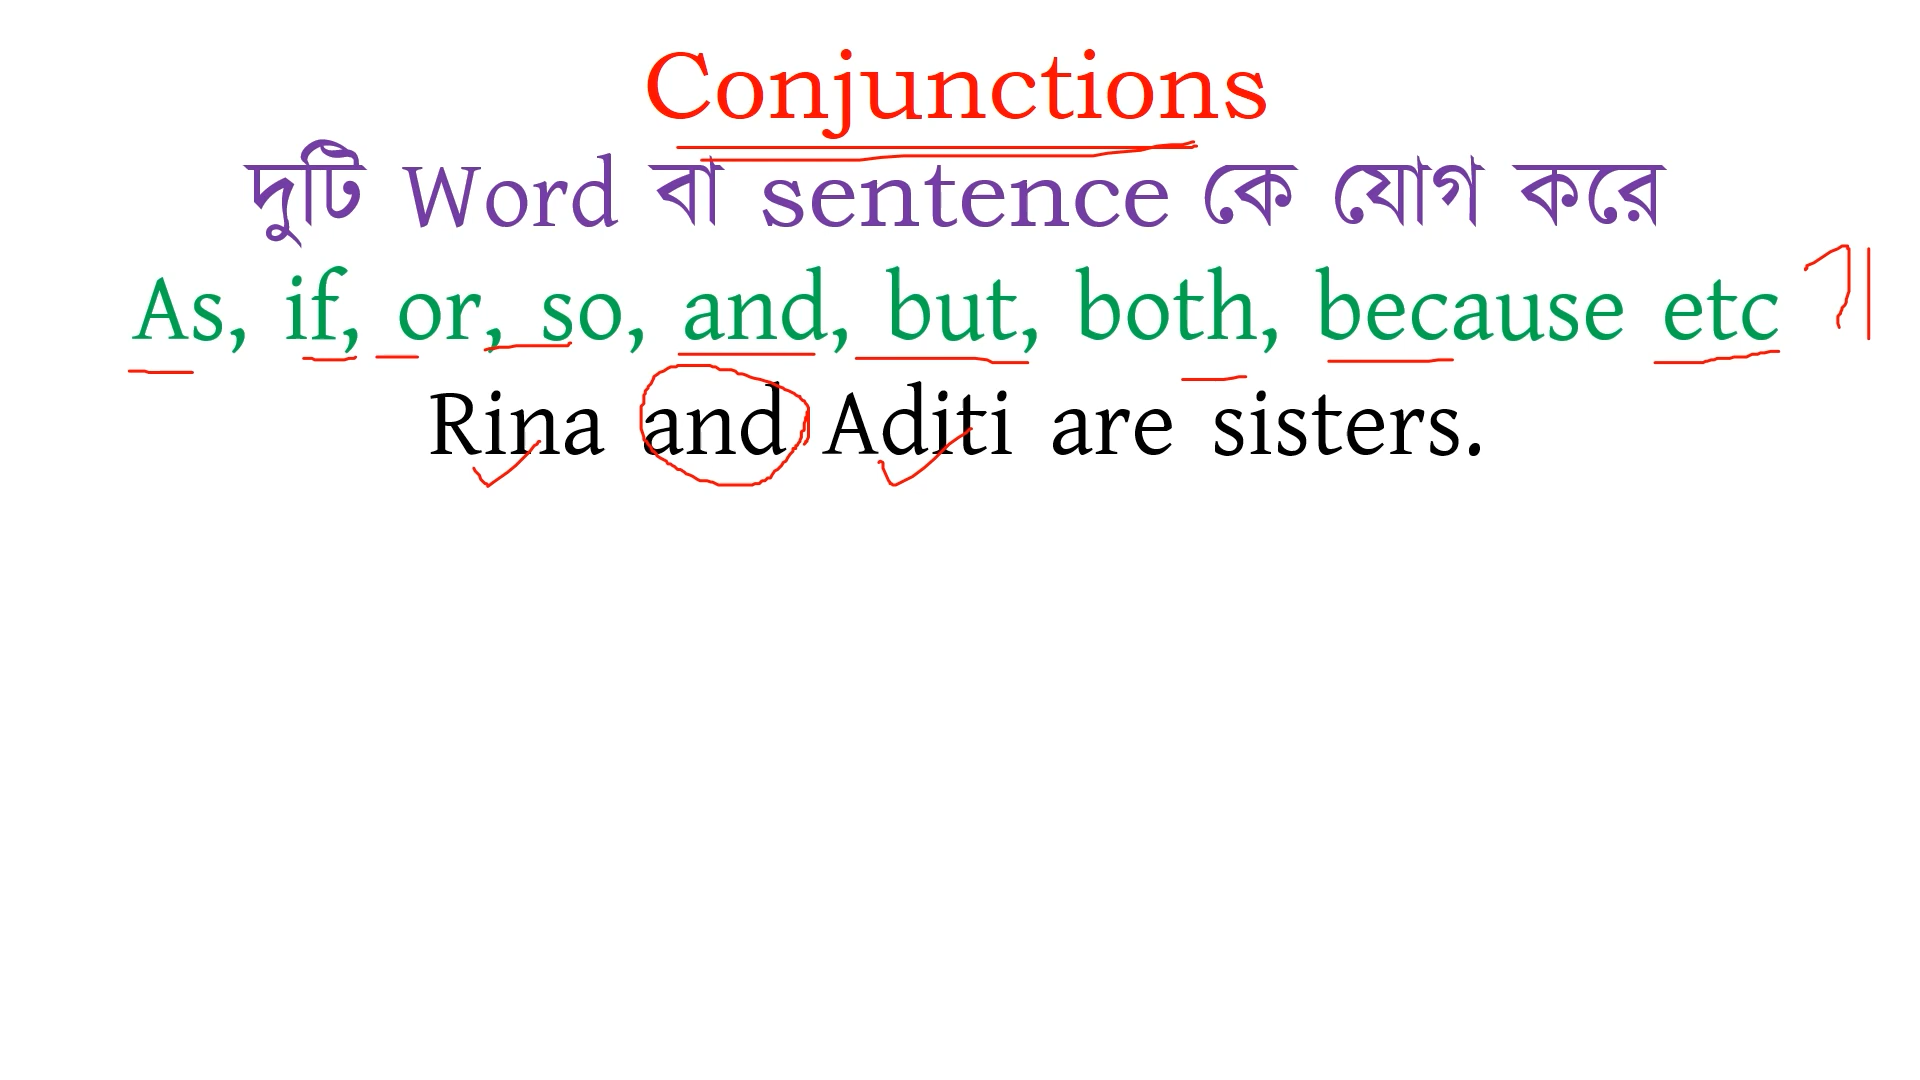 Conjunctions
দুটি Word বা sentence কে যোগ করে
As, if, or, so, and, but, both, because etc
Rina and Aditi are sisters.